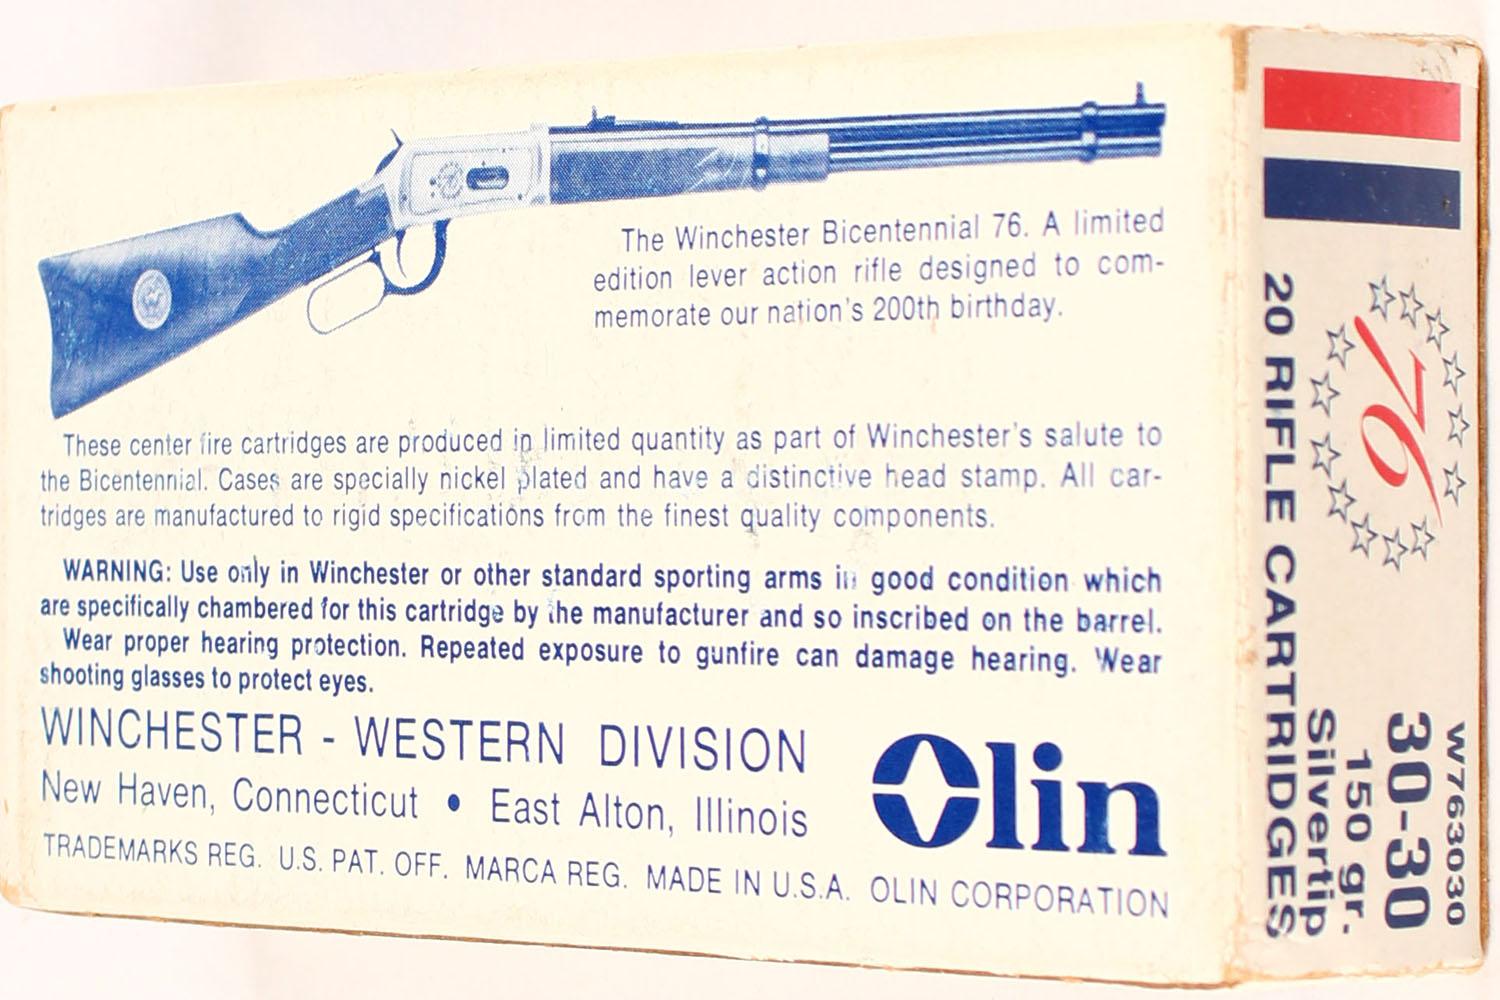 The Winchester Bicentennial 76. A limited
edition lever action rifle designed to com-
memorate our nation's 200th birthday.
These center fire cartridges are produced in limited quantity as part of Winchester's salute to
the Bicentennial. Cases are specially nickel plated and have a distinctive head stamp. All car-
tridges are manufactured to rigid specifications from the finest quality components.
WARNING: Use only in Winchester or other standard sporting arms in good condition which
are specifically chambered for this cartridge by the manufacturer and so inscribed on the barrel.
Wear proper hearing protection. Repeated exposure to gunfire can damage hearing. Wear
shooting glasses to protect eyes.
WINCHESTER - WESTERN DIVISION
New Haven, Connecticut • East Alton, Illinois
Olin
TRADEMARKS REG. U.S. PAT. OFF. MARCA REG. MADE IN U.S.A. OLIN CORPORATION
76
W763030
30-30
150 gr.
Silvertip
20 RIFLE CARTRIDGES